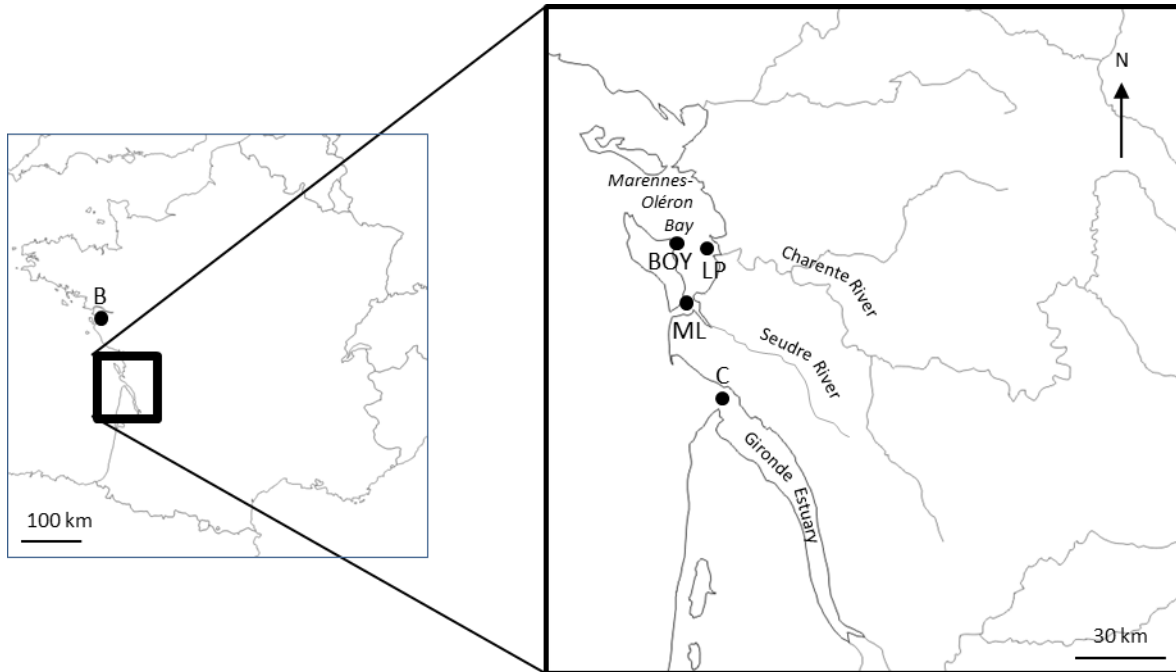 B
100 km
N
Marennes-
Oléron
Bay
BOY
LP
Charente River
ML
Seudre River
C
Gironde Estuary
30 km